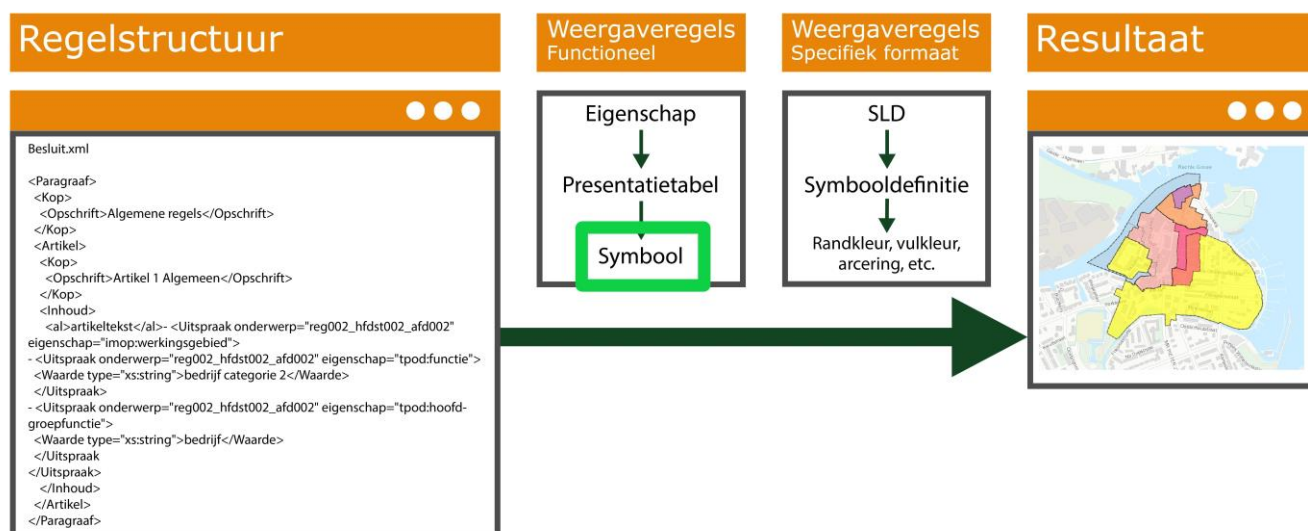 Regelstructuur
Besluit.xml
<Paragraaf>
<Kop>
<Opschrift>Algemene regels</Opschrift>
</Kop>
<Artikel>
<Kop>
<Opschrift>Artikel 1 Algemeen</Opschrift>
</Kop>
<Inhoud>
<al>artikeltekst</al>- <Uitspraak onderwerp="reg002_hfdst002_afd002"
eigenschap="imop:werkingsgebied">
- <Uitspraak onderwerp="reg002_hfdst002_afd002" eigenschap="tpod:functie">
<Waarde type="xs:string">bedrijf categorie 2</Waarde>
</Uitspraak>
- <Uitspraak onderwerp="reg002_hfdst002_afd002" eigenschap="tpod:hoofd-
groepfunctie">
<Waarde type="xs:string">bedrijf</Waarde>
</Uitspraak
</Uitspraak>
</Inhoud>
</Artikel>
</Paragraaf>
Weergaveregels
Functioneel
Eigenschap
Presentatietabel
Symbool
Weergaveregels
Specifiek formaat
SLD
Symbooldefinitie
Randkleur, vulkleur,
arcering, etc.
Resultaat